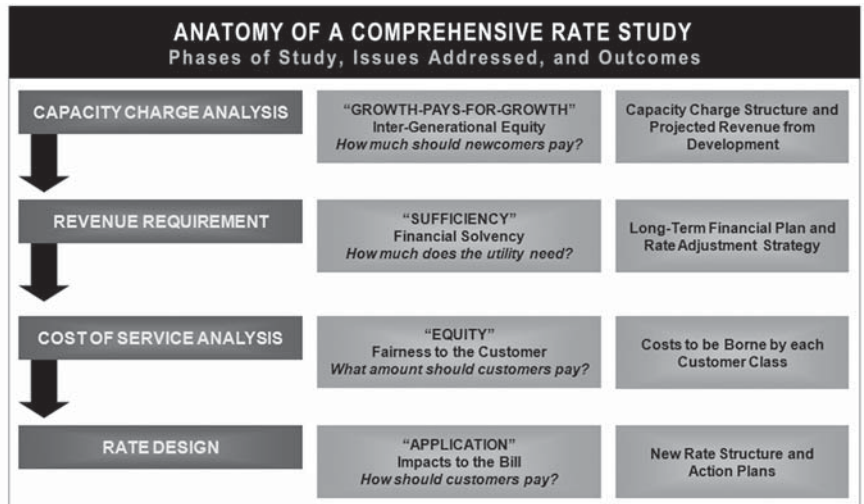 ANATOMY OF A COMPREHENSIVE RATE STUDY
Phases of Study, Issues Addressed, and Outcomes
CAPACITY CHARGE ANALYSIS
“GROWTH-PAYS-FOR-GROWTH”
Inter-Generational Equity
How much should newcomers pay?
Capacity Charge Structure and
Projected Revenue from
Development
REVENUE REQUIREMENT
“SUFFICIENCY”
Financial Solvency
How much does the utility need?
Long-Term Financial Plan and
Rate Adjustment Strategy
COST OF SERVICE ANALYSIS
“EQUITY”
Fairness to the Customer
What amount should customers pay?
Costs to be Borne by each
Customer Class
RATE DESIGN
“APPLICATION”
Impacts to the Bill
How should customers pay?
New Rate Structure and
Action Plans